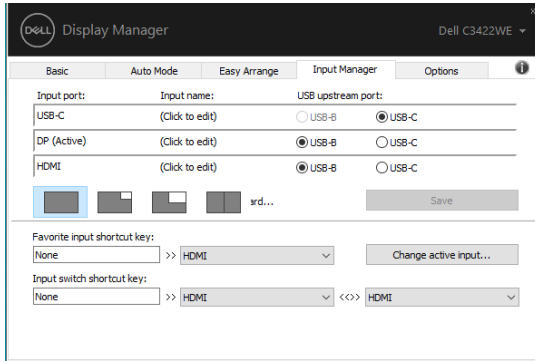 DELL Display Manager Dell C3422WE
Basic Auto Mode Easy Arrange Input Manager Options
Input port: Input name: USB upstream port:
USB-C (Click to edit) USB-B USB-C
DP (Active) (Click to edit) USB-B USB-C
HDMI (Click to edit) USB-B USB-C
ard... Save
Favorite input shortcut key:
None >> HDMI Change active input...
Input switch shortcut key:
None >> HDMI <<>> HDMI